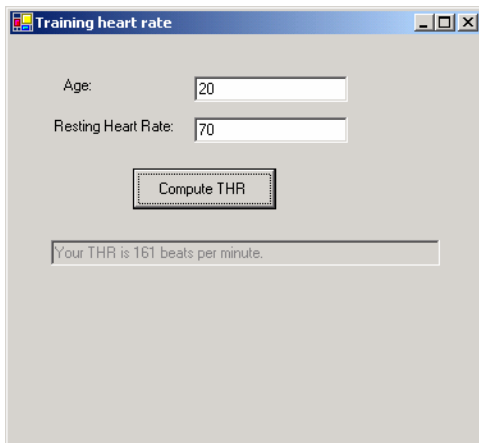 Training heart rate
Age:
20
Resting Heart Rate:
70
Compute THR
Your THR is 161 beats per minute.